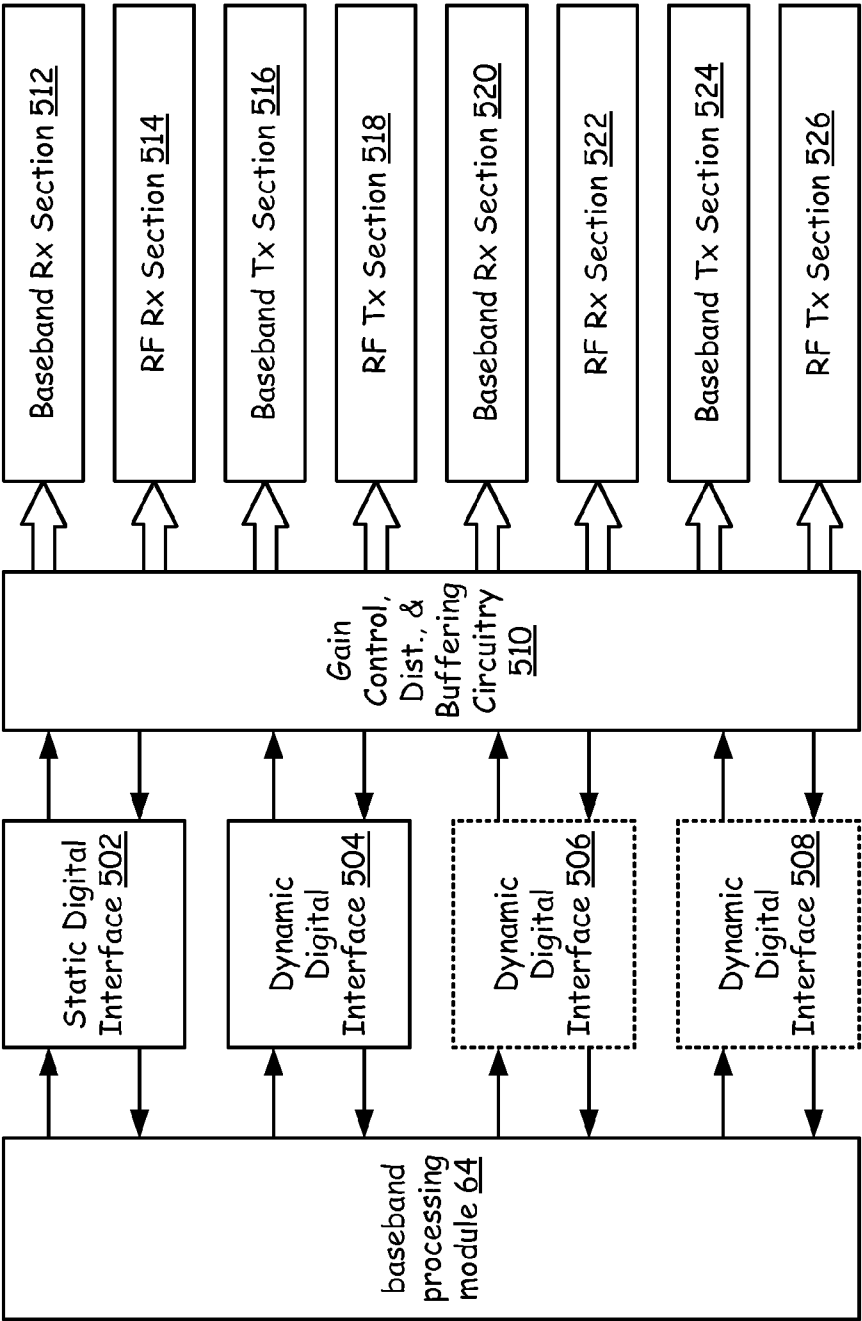 baseband
processing
module 64
Static Digital
Interface 502
Dynamic
Digital
Interface 504
Dynamic
Digital
Interface 506
Dynamic
Digital
Interface 508
Gain
Control,
Dist., &
Buffering
Circuitry
510
Baseband Rx Section 512
RF Rx Section 514
Baseband Tx Section 516
RF Tx Section 518
Baseband Rx Section 520
RF Rx Section 522
Baseband Tx Section 524
RF Tx Section 526